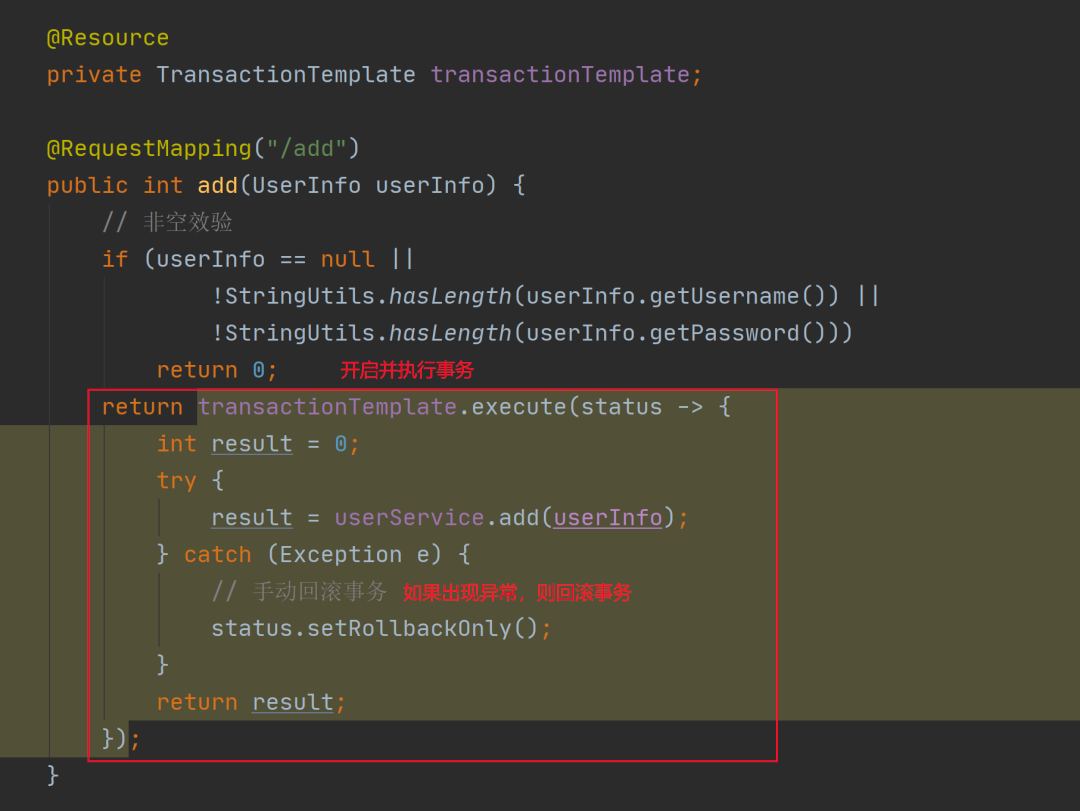 @Resource
private TransactionTemplate transactionTemplate;
@RequestMapping("/add")
public int add(UserInfo userInfo) {
// 非空效验
if (userInfo == null ||
!StringUtils.hasLength(userInfo.getUsername()) ||
!StringUtils.hasLength(userInfo.getPassword()))
return 0; 开启并执行事务
return transactionTemplate.execute(status -> {
int result = 0;
try {
result = userService.add(userInfo);
} catch (Exception e) {
// 手动回滚事务 如果出现异常，则回滚事务
status.setRollbackOnly();
}
return result;
});
}